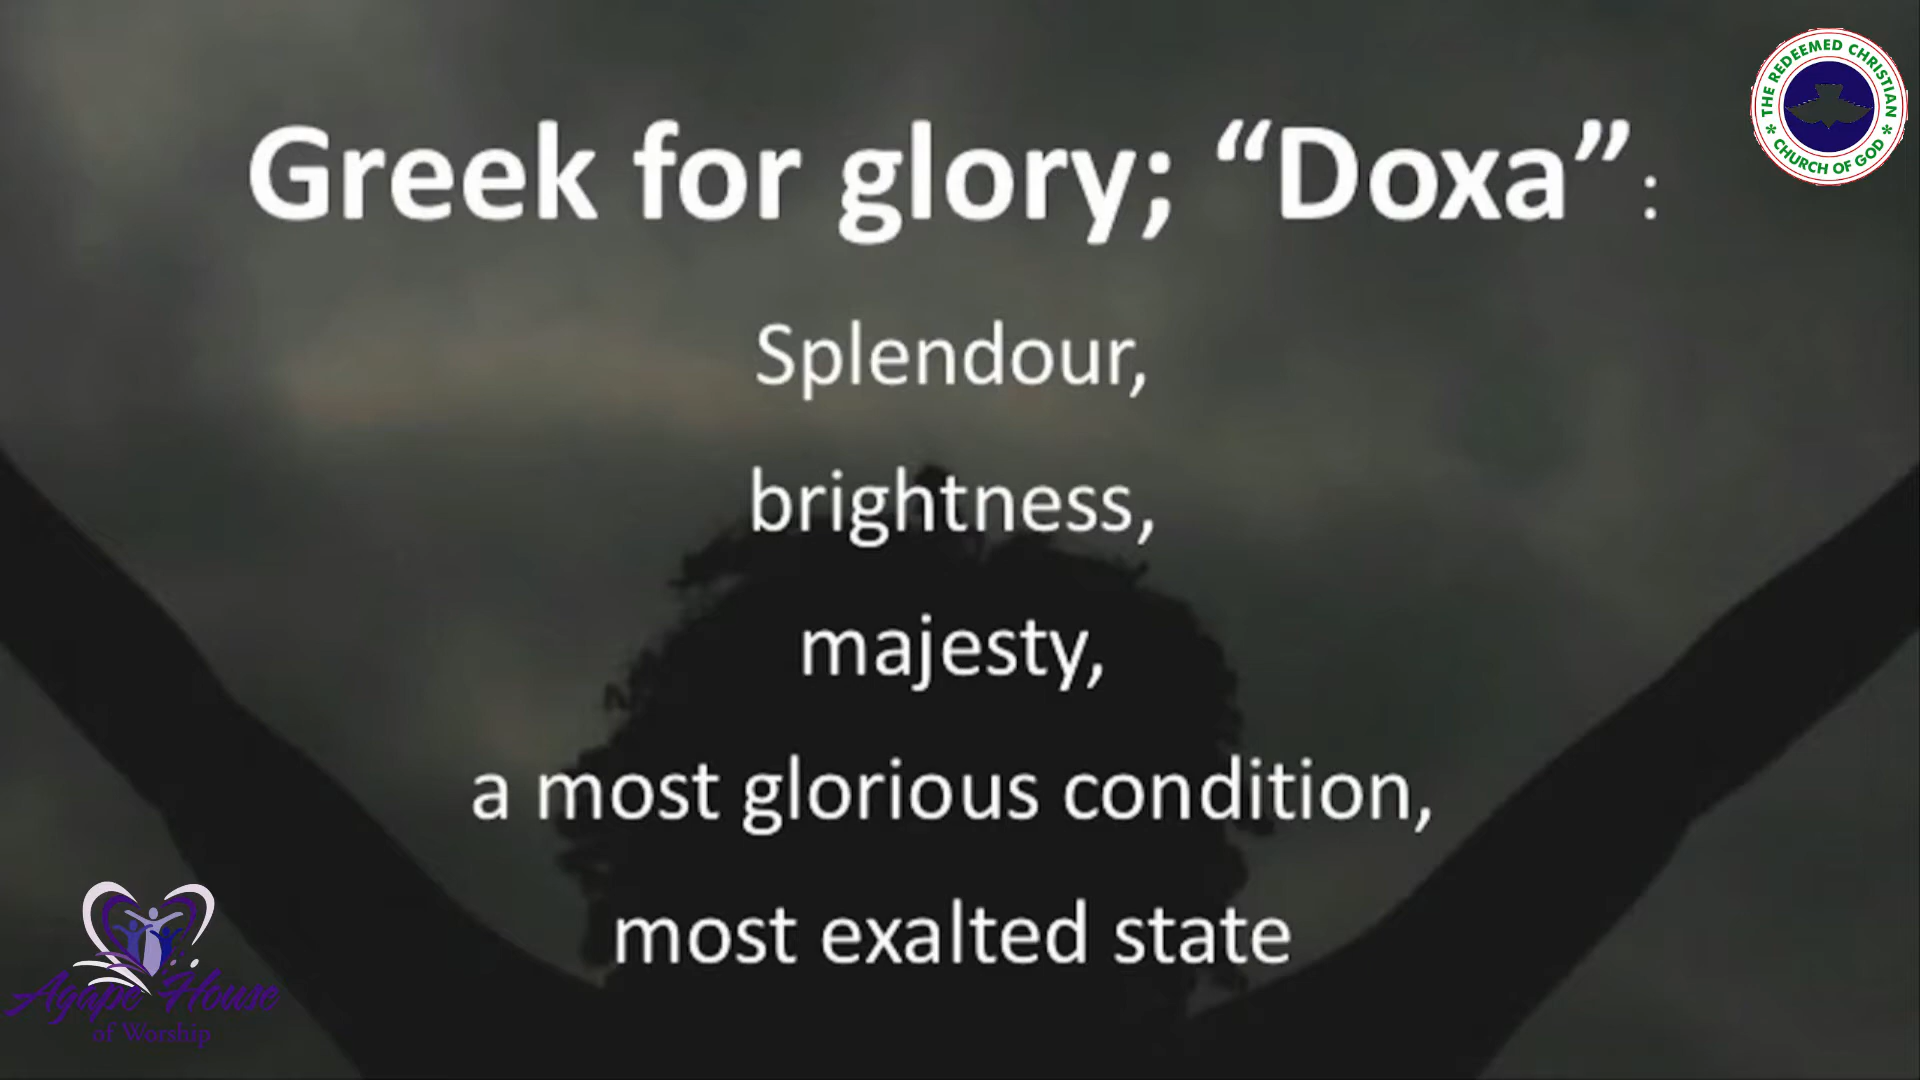 THE REDEEMED CHRISTIAN
* CHURCH OF GOD *
Greek for glory; “Doxa”:
Splendour,
brightness,
majesty,
a most glorious condition,
most exalted state
Agape House
of Worship